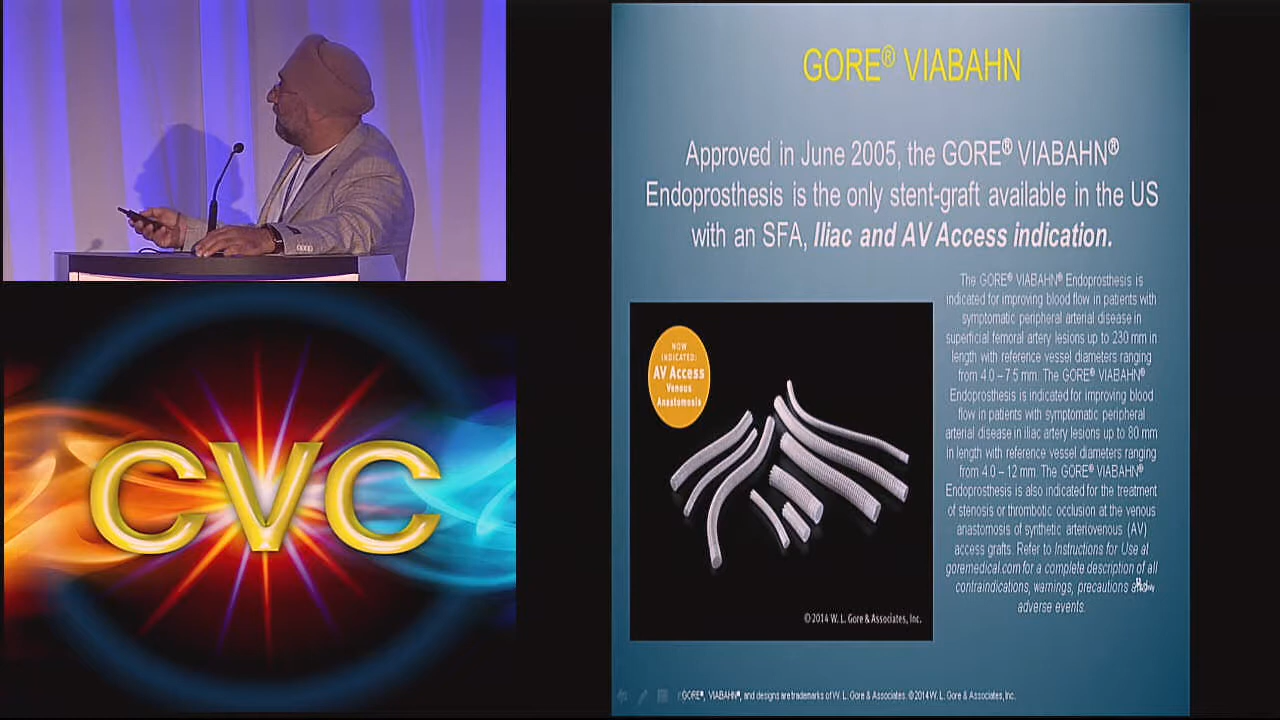 CVC
GORE® VIABAHN
Approved in June 2005, the GORE® VIABAHN®
Endoprosthesis is the only stent-graft available in the US
with an SFA, Iliac and AV Access indication.
NOW
INDICATED:
AV Access
Venous
Anastomosis
© 2014 W. L. Gore & Associates, Inc.
The GORE® VIABAHN® Endoprosthesis is
indicated for improving blood flow in patients with
symptomatic peripheral arterial disease in
superficial femoral artery lesions up to 230 mm in
length with reference vessel diameters ranging
from 4.0 – 7.5 mm. The GORE® VIABAHN®
Endoprosthesis is indicated for improving blood
flow in patients with symptomatic peripheral
arterial disease in iliac artery lesions up to 80 mm
in length with reference vessel diameters ranging
from 4.0 – 12 mm. The GORE® VIABAHN®
Endoprosthesis is also indicated for the treatment
of stenosis or thrombotic occlusion at the venous
anastomosis of synthetic arteriovenous (AV)
access grafts. Refer to Instructions for Use at
goremedical.com for a complete description of all
contraindications, warnings, precautions and
adverse events.
GORE®, VIABAHN®, and designs are trademarks of W. L. Gore & Associates. © 2014 W. L. Gore & Associates, Inc.